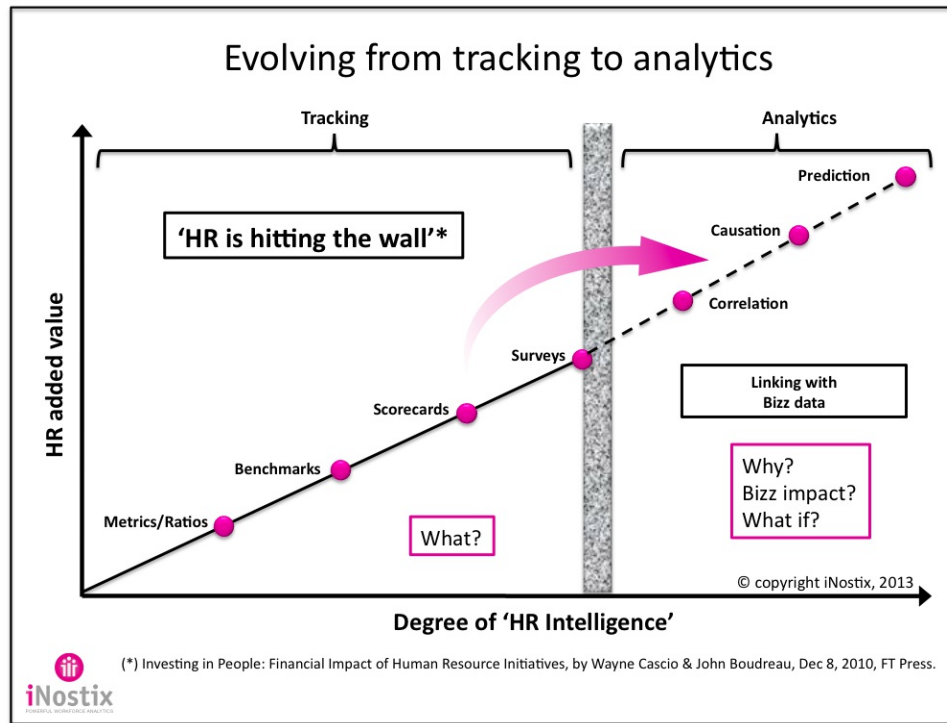 Evolving from tracking to analytics
Tracking
Analytics
Prediction
'HR is hitting the wall'*
Causation
Correlation
Surveys
Linking with
Bizz data
Scorecards
Benchmarks
Why?
Bizz impact?
What if?
Metrics/Ratios
What?
© copyright iNostix, 2013
HR added value
Degree of 'HR Intelligence'
(*) Investing in People: Financial Impact of Human Resource Initiatives, by Wayne Cascio & John Boudreau, Dec 8, 2010, FT Press.
iNostix
POWERFUL WORKFORCE ANALYTICS